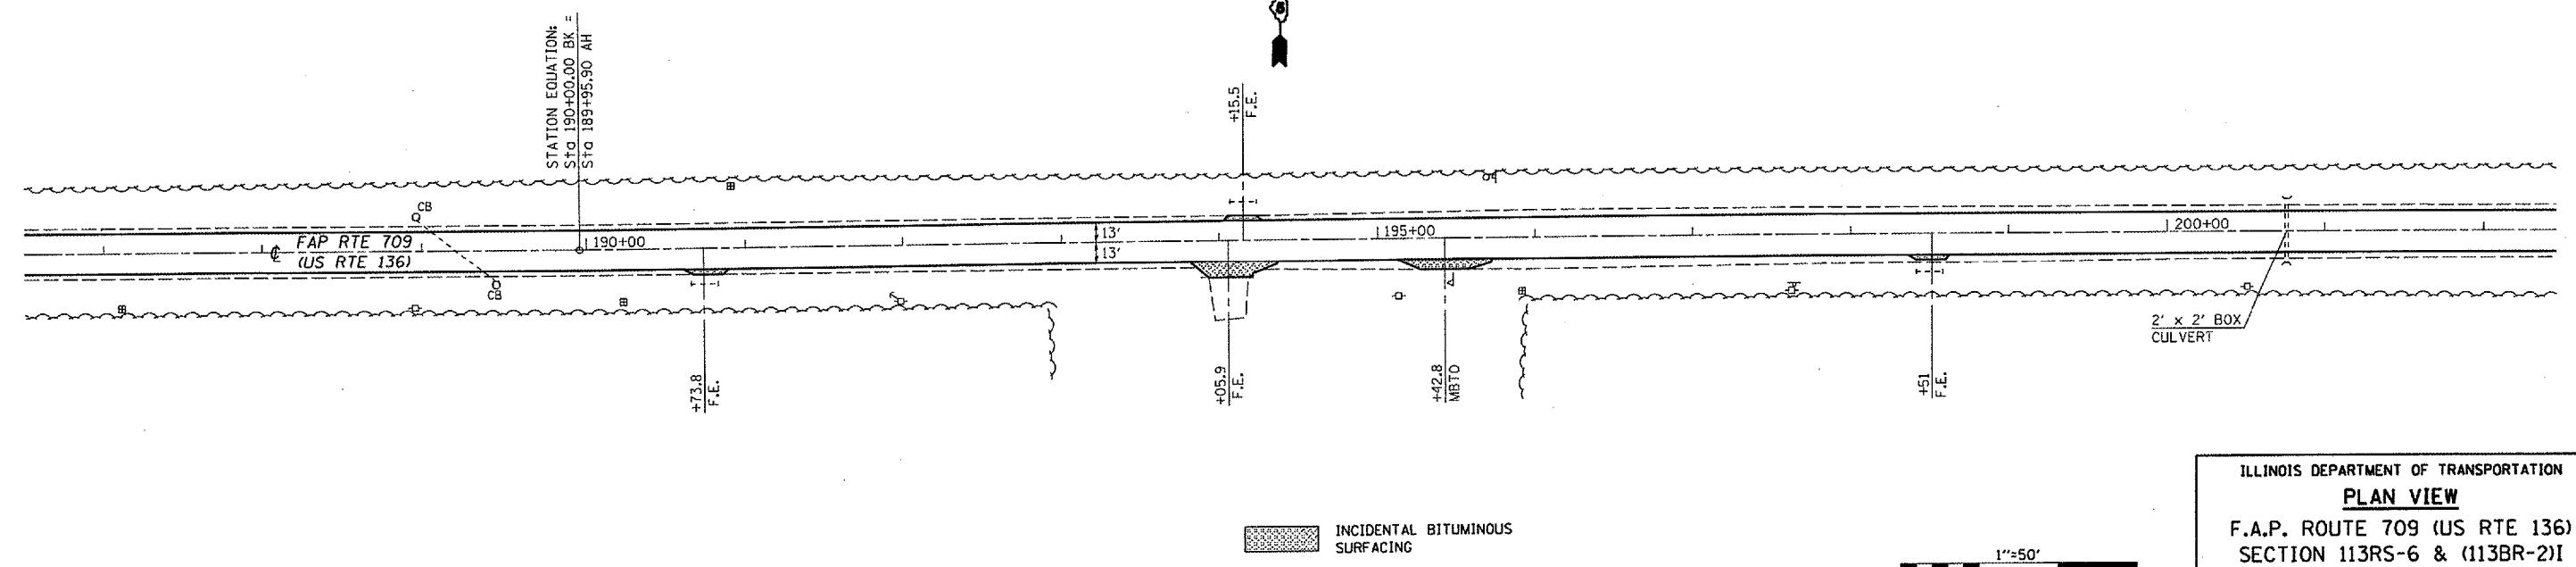 STATION EQUATION:
Sta 190+00.00 BK =
Sta 189+95.90 AH
+15.5
F.E.
CB
FAP RTE 709
(US RTE 136)
190+00
13'
13'
195+00
200+00
CB
2' x 2' BOX
CULVERT
+73.8
F.E.
+05.9
F.E.
+42.8
MBTO
+51
F.E.
INCIDENTAL BITUMINOUS
SURFACING
1"=50'
ILLINOIS DEPARTMENT OF TRANSPORTATION
PLAN VIEW
F.A.P. ROUTE 709 (US RTE 136)
SECTION 113RS-6 & (113BR-2)I